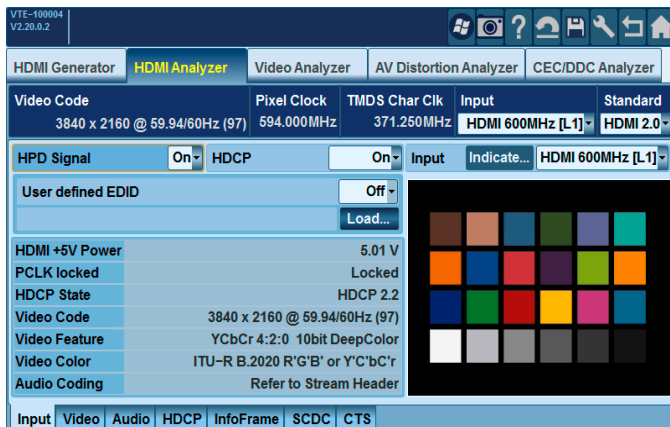 VTE-100004
V2.20.0.2
HDMI Generator HDMI Analyzer Video Analyzer AV Distortion Analyzer CEC/DDC Analyzer
Video Code Pixel Clock TMDS Char Clk Input Standard
3840 x 2160 @ 59.94/60Hz (97) 594.000MHz 371.250MHz HDMI 600MHz [L1] HDMI 2.0
HPD Signal On HDCP On Input Indicate... HDMI 600MHz [L1]
User defined EDID Off
Load...
HDMI +5V Power 5.01 V
PCLK locked Locked
HDCP State HDCP 2.2
Video Code 3840 x 2160 @ 59.94/60Hz (97)
Video Feature YCbCr 4:2:0 10bit DeepColor
Video Color ITU-R B.2020 R'G'B' or Y'C'bC'r
Audio Coding Refer to Stream Header
Input Video Audio HDCP InfoFrame SCDC CTS